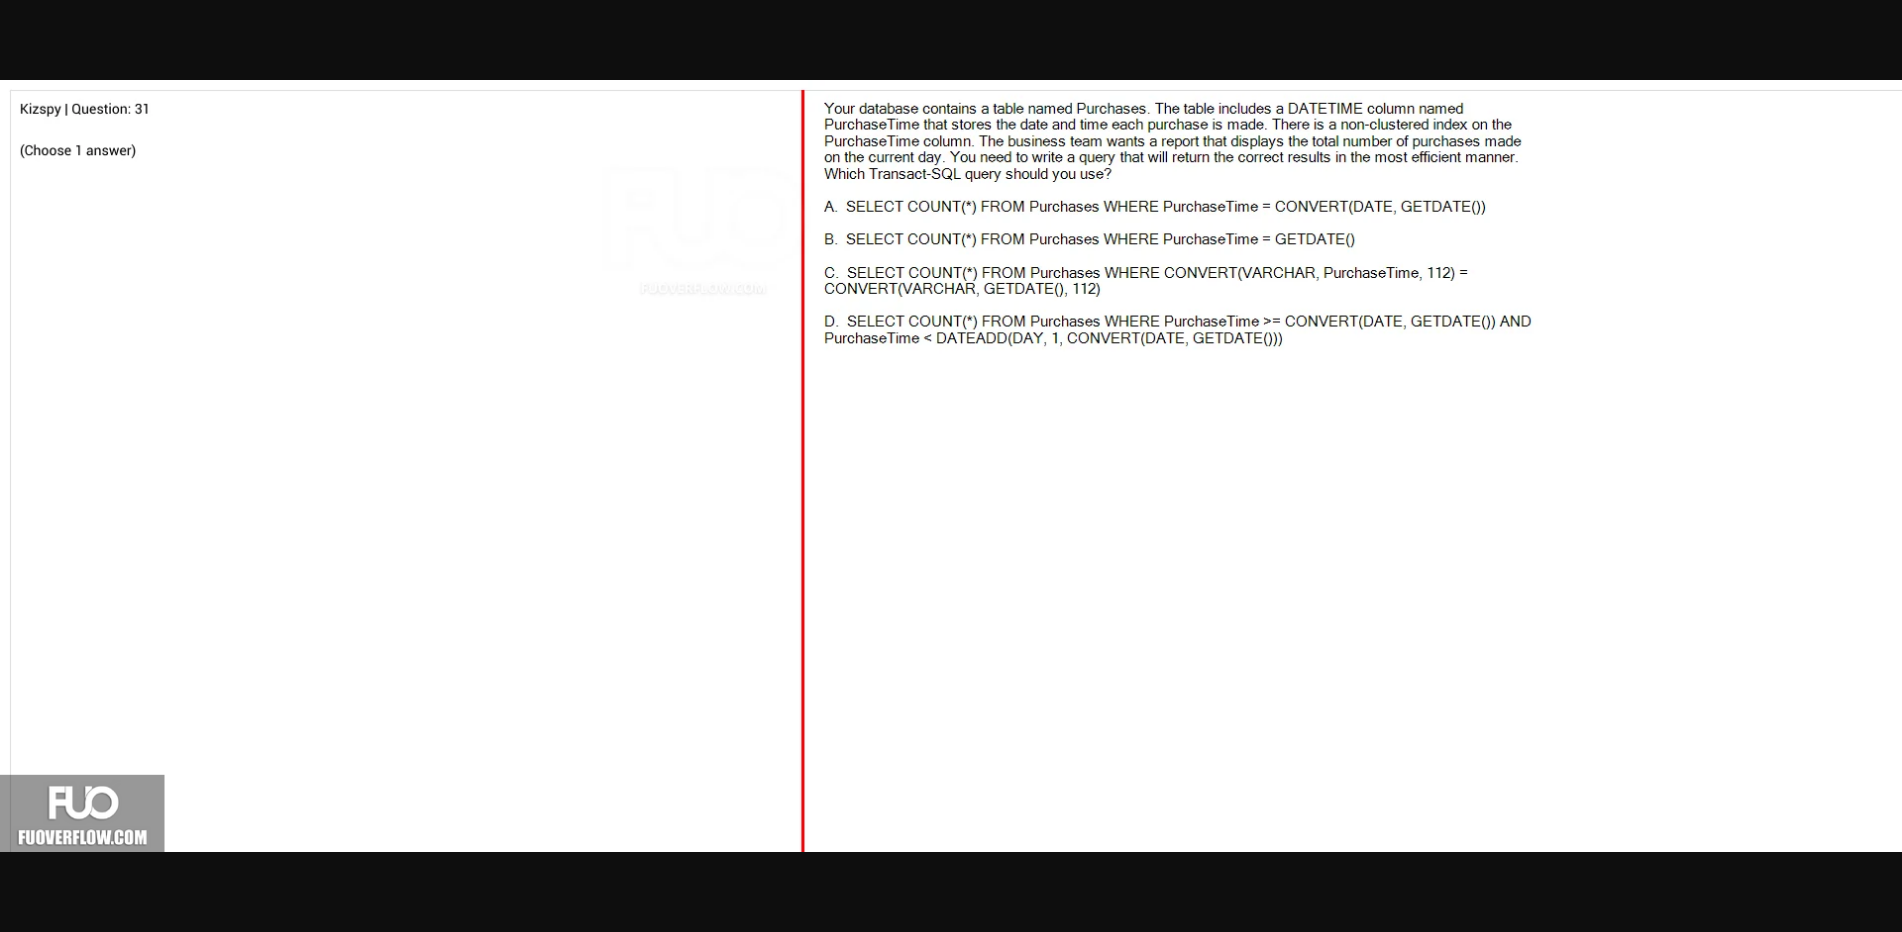 Kizspy | Question: 31
(Choose 1 answer)
FUO
FUOVERFLOW.COM
Your database contains a table named Purchases. The table includes a DATETIME column named
PurchaseTime that stores the date and time each purchase is made. There is a non-clustered index on the
PurchaseTime column. The business team wants a report that displays the total number of purchases made
on the current day. You need to write a query that will return the correct results in the most efficient manner.
Which Transact-SQL query should you use?
A.  SELECT COUNT(*) FROM Purchases WHERE PurchaseTime = CONVERT(DATE, GETDATE())
B.  SELECT COUNT(*) FROM Purchases WHERE PurchaseTime = GETDATE()
C.  SELECT COUNT(*) FROM Purchases WHERE CONVERT(VARCHAR, PurchaseTime, 112) =
CONVERT(VARCHAR, GETDATE(), 112)
D.  SELECT COUNT(*) FROM Purchases WHERE PurchaseTime >= CONVERT(DATE, GETDATE()) AND
PurchaseTime < DATEADD(DAY, 1, CONVERT(DATE, GETDATE()))
FUO
FUOVERFLOW.COM